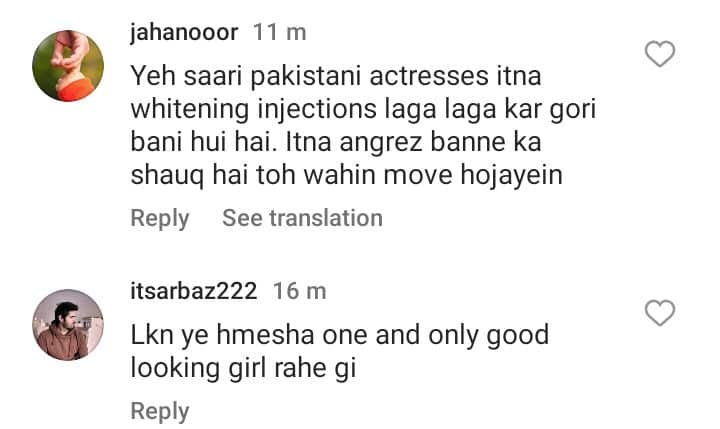 jahanooor 11 m
Yeh saari pakistani actresses itna
whitening injections laga laga kar gori
bani hui hai. Itna angrez banne ka
shauq hai toh wahin move hojayein
Reply See translation
itsarbaz222 16 m
Lkn ye hmesha one and only good
looking girl rahe gi
Reply